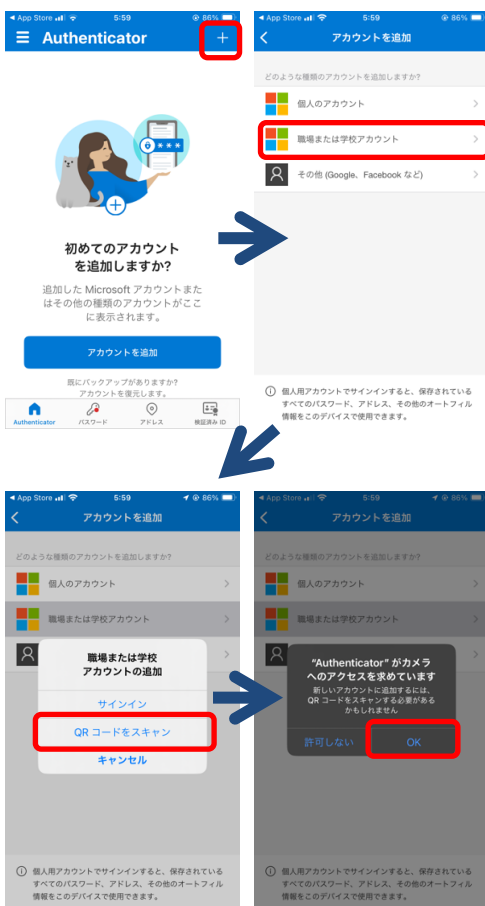 App Store 5:59 86%
Authenticator
初めてのアカウント
を追加しますか?
追加した Microsoft アカウントまた
はその他の種類のアカウントがここ
に表示されます。
アカウントを追加
既にバックアップがありますか?
アカウントを復元します。
Authenticator パスワード アドレス 検証済み ID
App Store 5:59 86%
アカウントを追加
どのような種類のアカウントを追加しますか?
個人のアカウント
職場または学校アカウント
その他 (Google、Facebook など)
個人用アカウントでサインインすると、保存されている
すべてのパスワード、アドレス、その他のオートフィル
情報をこのデバイスで使用できます。
App Store 5:59 86%
アカウントを追加
どのような種類のアカウントを追加しますか?
個人のアカウント
職場または学校アカウント
職場または学校
アカウントの追加
サインイン
QR コードをスキャン
キャンセル
個人用アカウントでサインインすると、保存されている
すべてのパスワード、アドレス、その他のオートフィル
情報をこのデバイスで使用できます。
App Store 5:59 86%
アカウントを追加
どのような種類のアカウントを追加しますか?
個人のアカウント
職場または学校アカウント
"Authenticator" がカメラ
へのアクセスを求めています
新しいアカウントに追加するには、
QR コードをスキャンする必要がある
かもしれません
許可しない OK
個人用アカウントでサインインすると、保存されている
すべてのパスワード、アドレス、その他のオートフィル
情報をこのデバイスで使用できます。